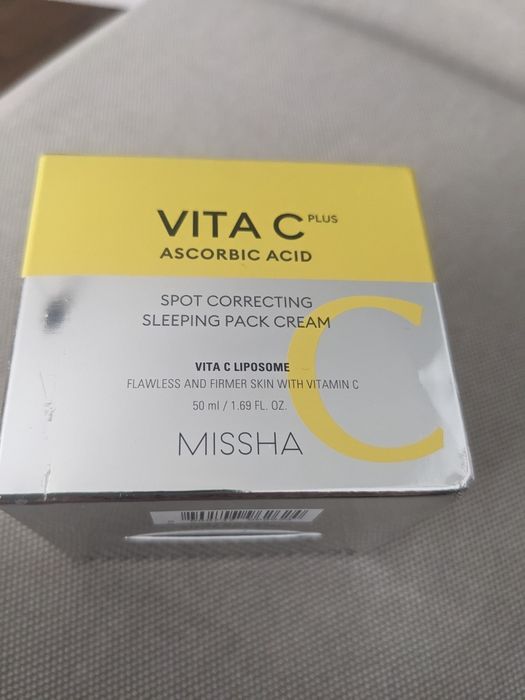 VITA C PLUS
ASCORBIC ACID
SPOT CORRECTING
SLEEPING PACK CREAM
VITA C LIPOSOME
FLAWLESS AND FIRMER SKIN WITH VITAMIN C
50 ml / 1.69 FL. OZ.
MISSHA
C